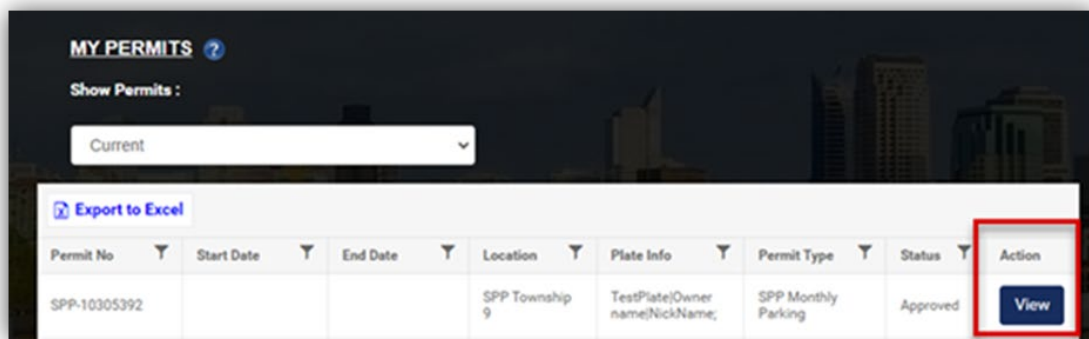 MY PERMITS ?
Show Permits :
Current
Export to Excel
Permit No Start Date End Date Location Plate Info Permit Type Status Action
SPP-10305392 SPP Township 9 TestPlate|Owner name|NickName; SPP Monthly Parking Approved View